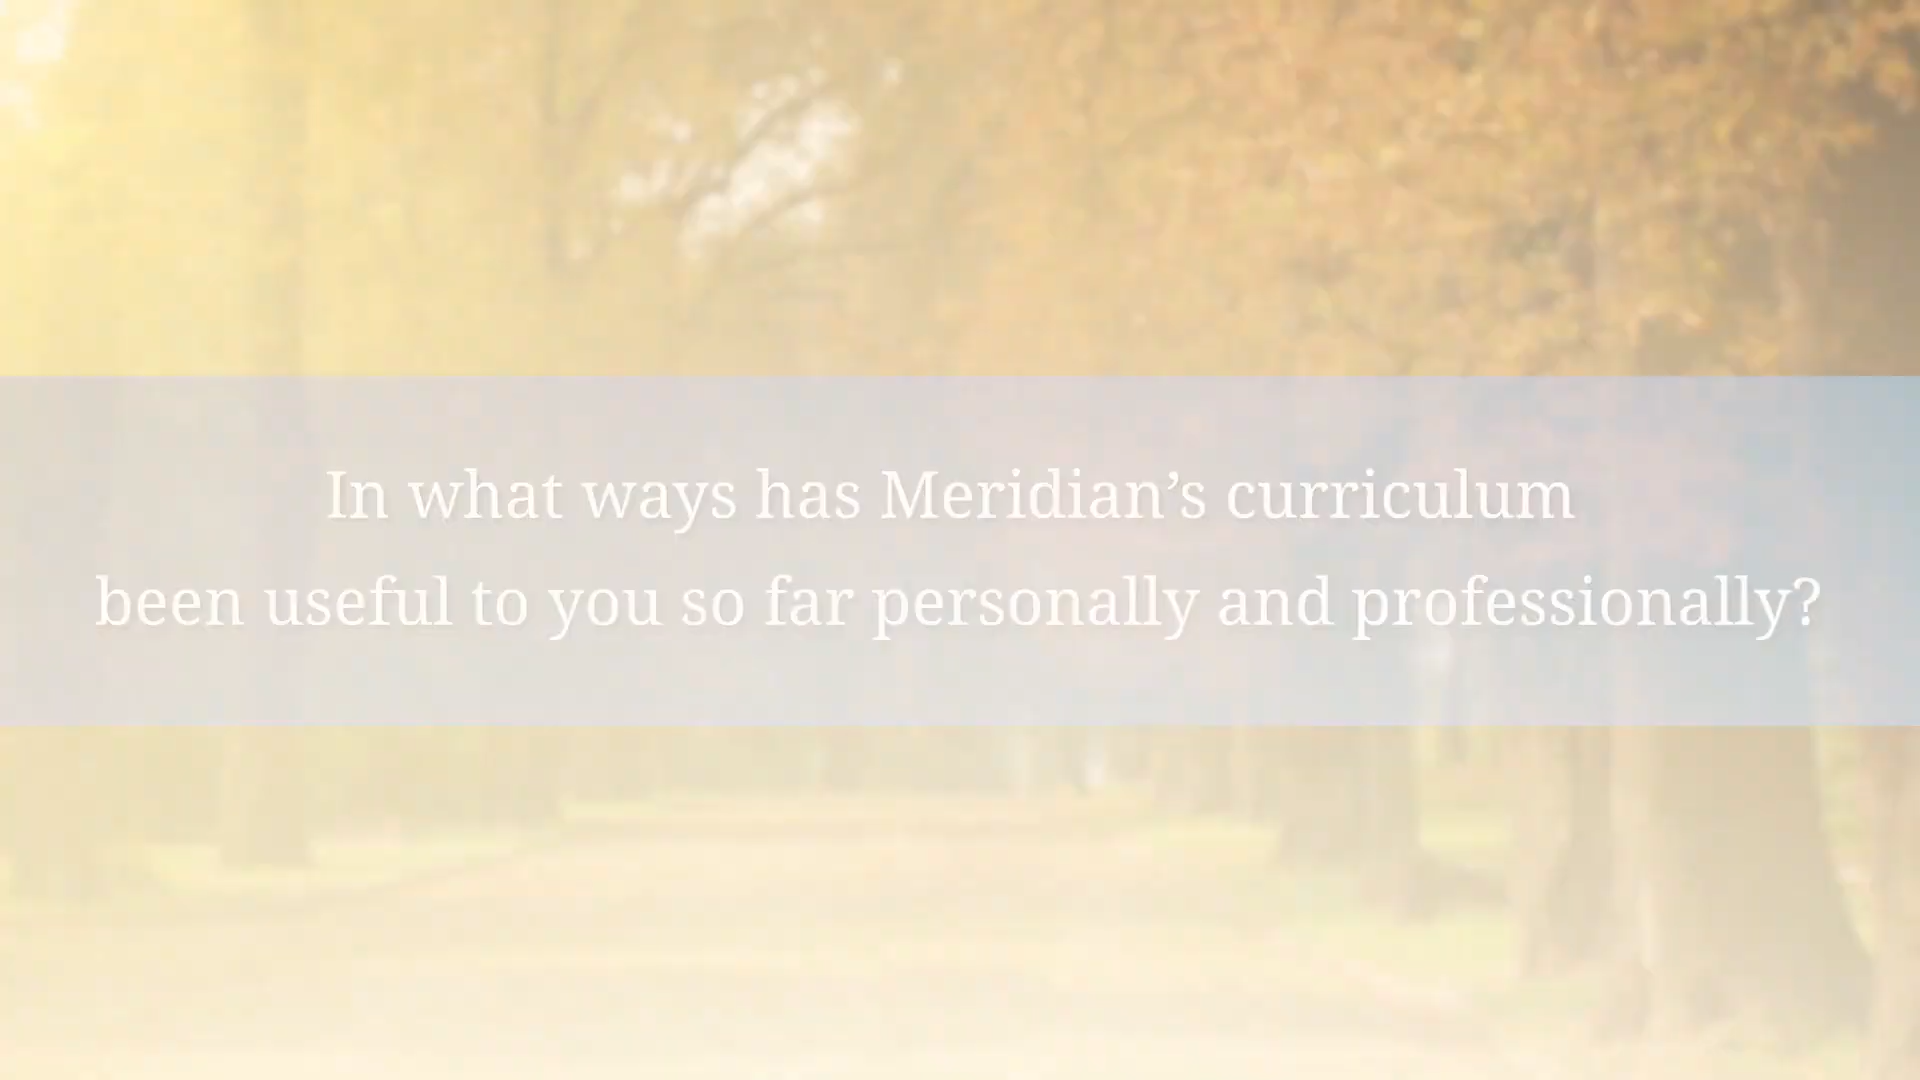 In what ways has Meridian’s curriculum
been useful to you so far personally and professionally?